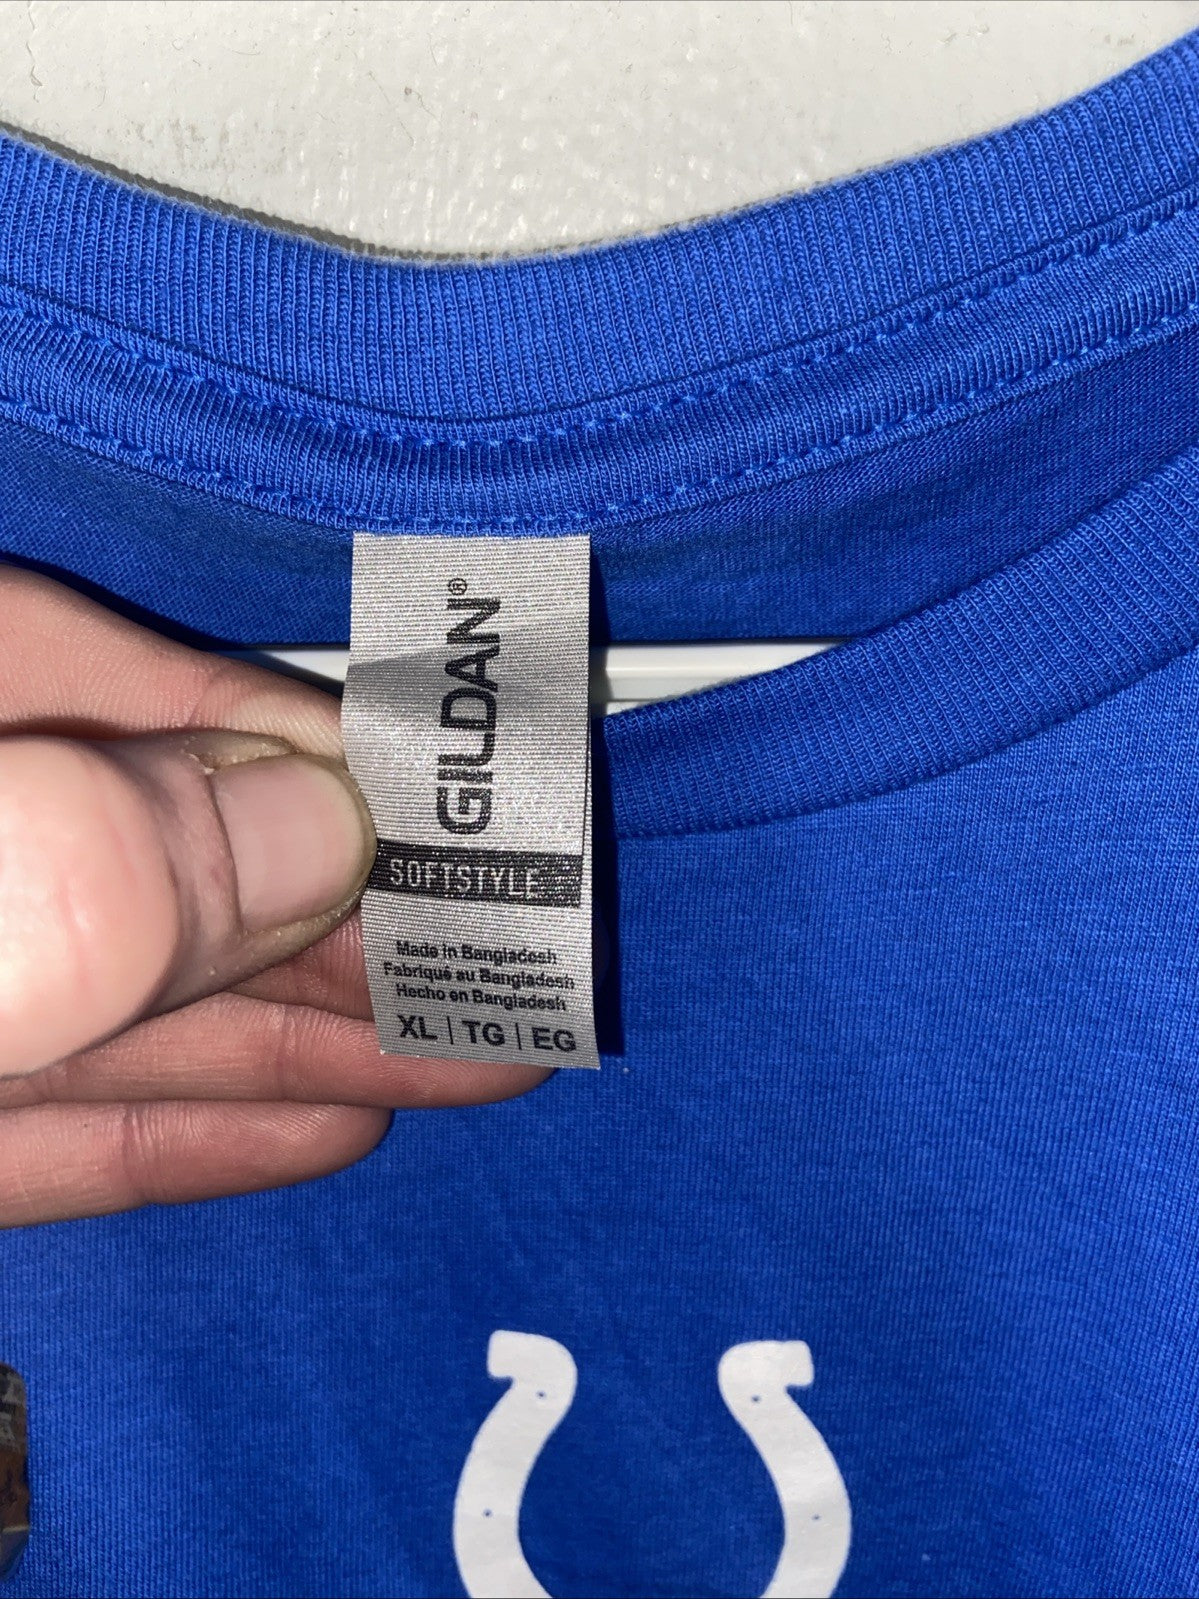 GILDAN®
SOFTSTYLE
Made in Bangladesh
Fabriqué au Bangladesh
Hecho en Bangladesh
XL | TG | EG